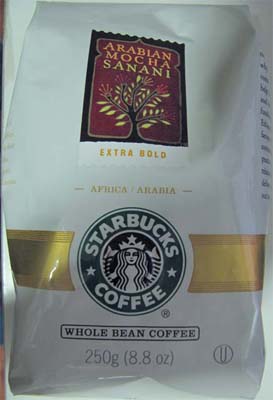 ARABIAN
MOCHA
SANANI
EXTRA BOLD
AFRICA / ARABIA
STARBUCKS
COFFEE
®
WHOLE BEAN COFFEE
250g (8.8 oz)
U